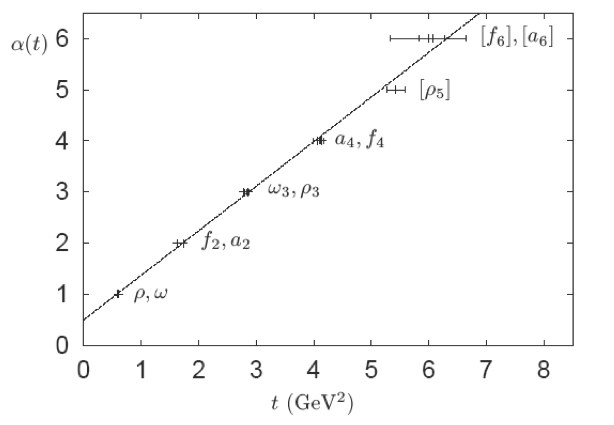 6
α(t)
[f₆],[a₆]
5
[ρ₅]
4
a₄, f₄
3
ω₃, ρ₃
2
f₂, a₂
1
ρ, ω
0
0 1 2 3 4 5 6 7 8
t (GeV²)